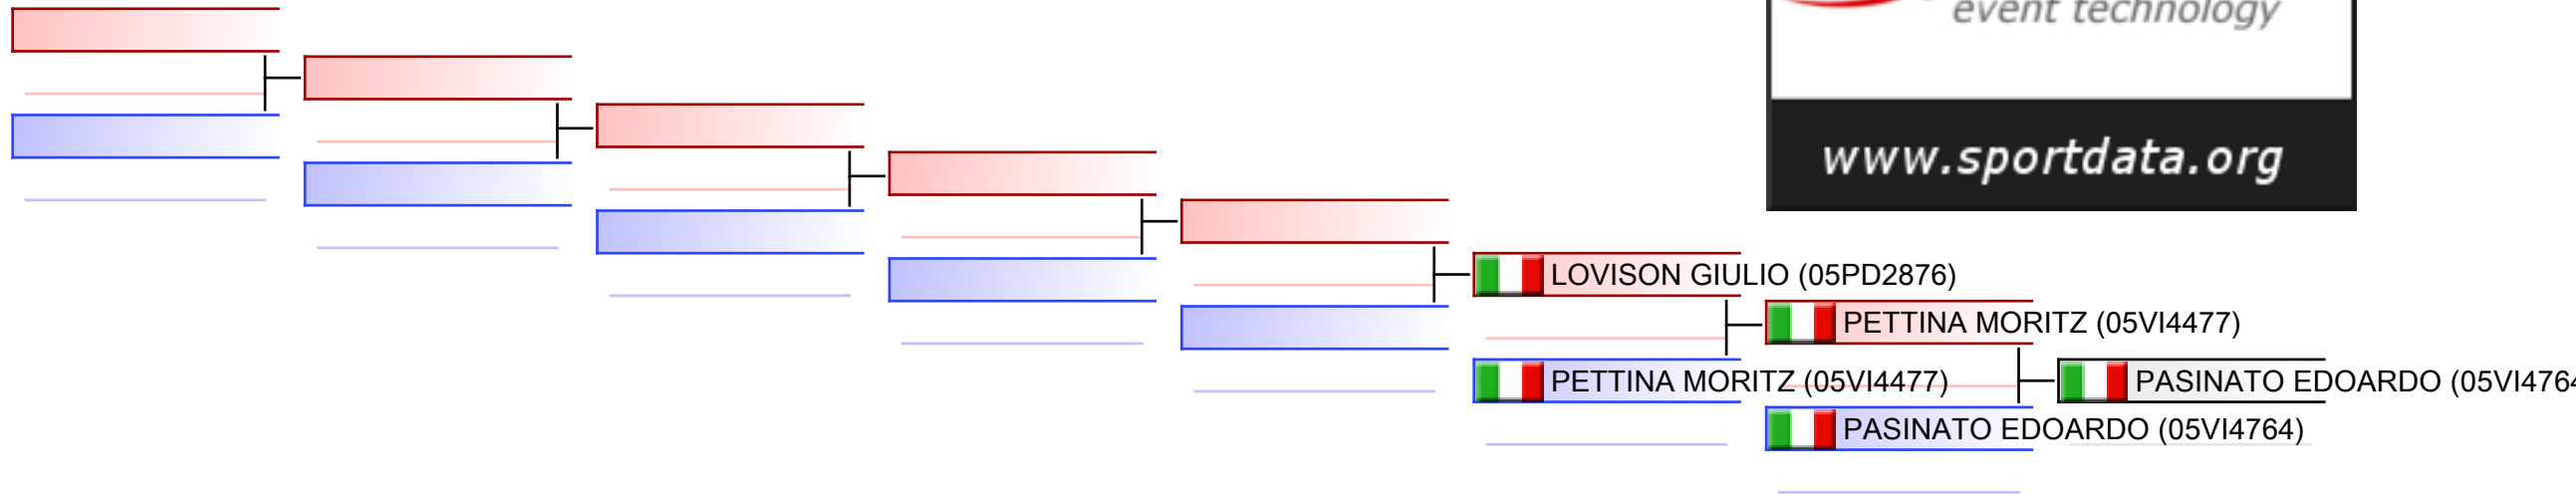 event technology
www.sportdata.org
LOVISON GIULIO (05PD2876)
PETTINA MORITZ (05VI4477)
PETTINA MORITZ (05VI4477)
PASINATO EDOARDO (05VI4764
PASINATO EDOARDO (05VI4764)